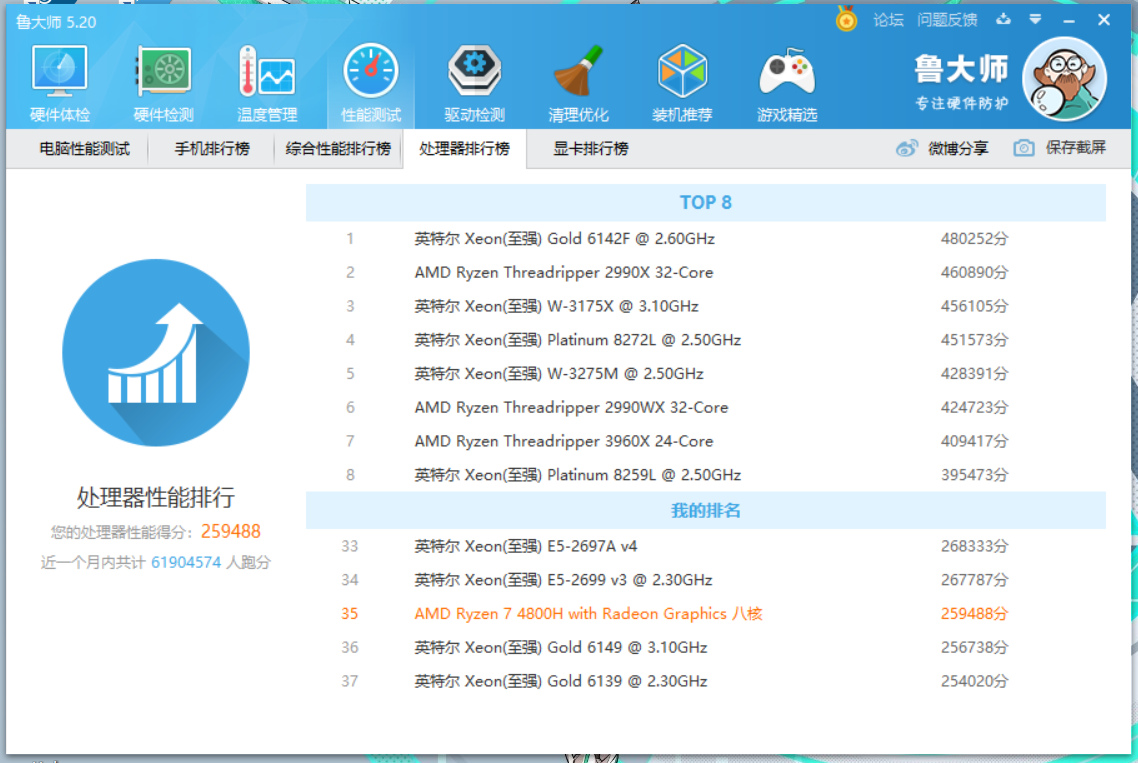 鲁大师 5.20
论坛 问题反馈
硬件体检 硬件检测 温度管理 性能测试 驱动检测 清理优化 装机推荐 游戏精选
鲁大师
专注硬件防护
电脑性能测试 手机排行榜 综合性能排行榜 处理器排行榜 显卡排行榜 微博分享 保存截屏
TOP 8
1 英特尔 Xeon(至强) Gold 6142F @ 2.60GHz 480252分
2 AMD Ryzen Threadripper 2990X 32-Core 460890分
3 英特尔 Xeon(至强) W-3175X @ 3.10GHz 456105分
4 英特尔 Xeon(至强) Platinum 8272L @ 2.50GHz 451573分
5 英特尔 Xeon(至强) W-3275M @ 2.50GHz 428391分
6 AMD Ryzen Threadripper 2990WX 32-Core 424723分
7 AMD Ryzen Threadripper 3960X 24-Core 409417分
8 英特尔 Xeon(至强) Platinum 8259L @ 2.50GHz 395473分
处理器性能排行
您的处理器性能得分：259488
近一个月内共计 61904574 人跑分
我的排名
33 英特尔 Xeon(至强) E5-2697A v4 268333分
34 英特尔 Xeon(至强) E5-2699 v3 @ 2.30GHz 267787分
35 AMD Ryzen 7 4800H with Radeon Graphics 八核 259488分
36 英特尔 Xeon(至强) Gold 6149 @ 3.10GHz 256738分
37 英特尔 Xeon(至强) Gold 6139 @ 2.30GHz 254020分